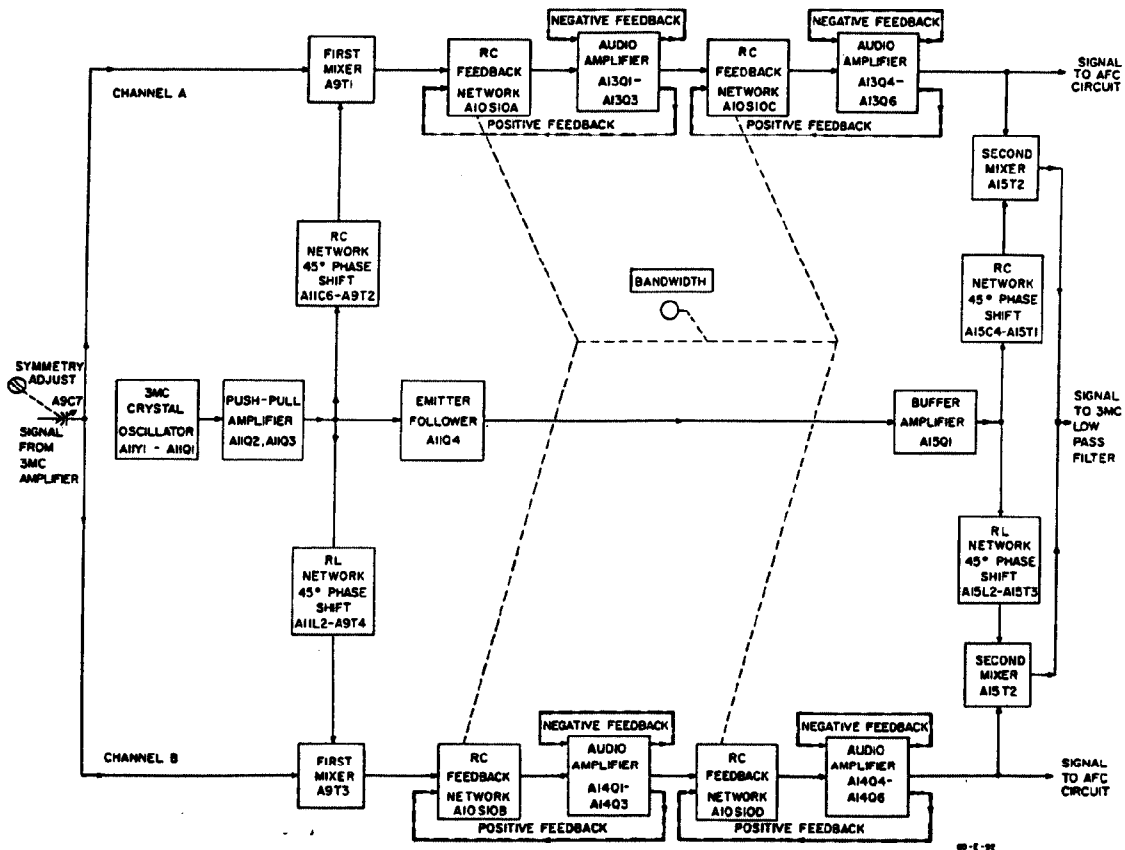 NEGATIVE FEEDBACK
NEGATIVE FEEDBACK
FIRST
MIXER
A9T1
RC
FEEDBACK
NETWORK
A10S10A
AUDIO
AMPLIFIER
A13Q1-
A13Q3
RC
FEEDBACK
NETWORK
A10S10C
AUDIO
AMPLIFIER
A13Q4-
A13Q6
SIGNAL
TO AFC
CIRCUIT
CHANNEL A
POSITIVE FEEDBACK
POSITIVE FEEDBACK
SECOND
MIXER
A15T2
RC
NETWORK
45° PHASE
SHIFT
A11C6-A9T2
BANDWIDTH
RC
NETWORK
45° PHASE
SHIFT
A15C4-A15T1
SYMMETRY
ADJUST
A9C7
SIGNAL
FROM
3MC
AMPLIFIER
3MC
CRYSTAL
OSCILLATOR
A11Y1 - A11Q1
PUSH-PULL
AMPLIFIER
A11Q2, A11Q3
EMITTER
FOLLOWER
A11Q4
BUFFER
AMPLIFIER
A15Q1
SIGNAL
TO 3MC
LOW
PASS
FILTER
RL
NETWORK
45° PHASE
SHIFT
A11L2-A9T4
RL
NETWORK
45° PHASE
SHIFT
A15L2-A15T3
SECOND
MIXER
A15T2
NEGATIVE FEEDBACK
NEGATIVE FEEDBACK
CHANNEL B
FIRST
MIXER
A9T3
RC
FEEDBACK
NETWORK
A10S10B
AUDIO
AMPLIFIER
A14Q1-
A14Q3
RC
FEEDBACK
NETWORK
A10S10D
AUDIO
AMPLIFIER
A14Q4-
A14Q6
SIGNAL
TO AFC
CIRCUIT
POSITIVE FEEDBACK
POSITIVE FEEDBACK